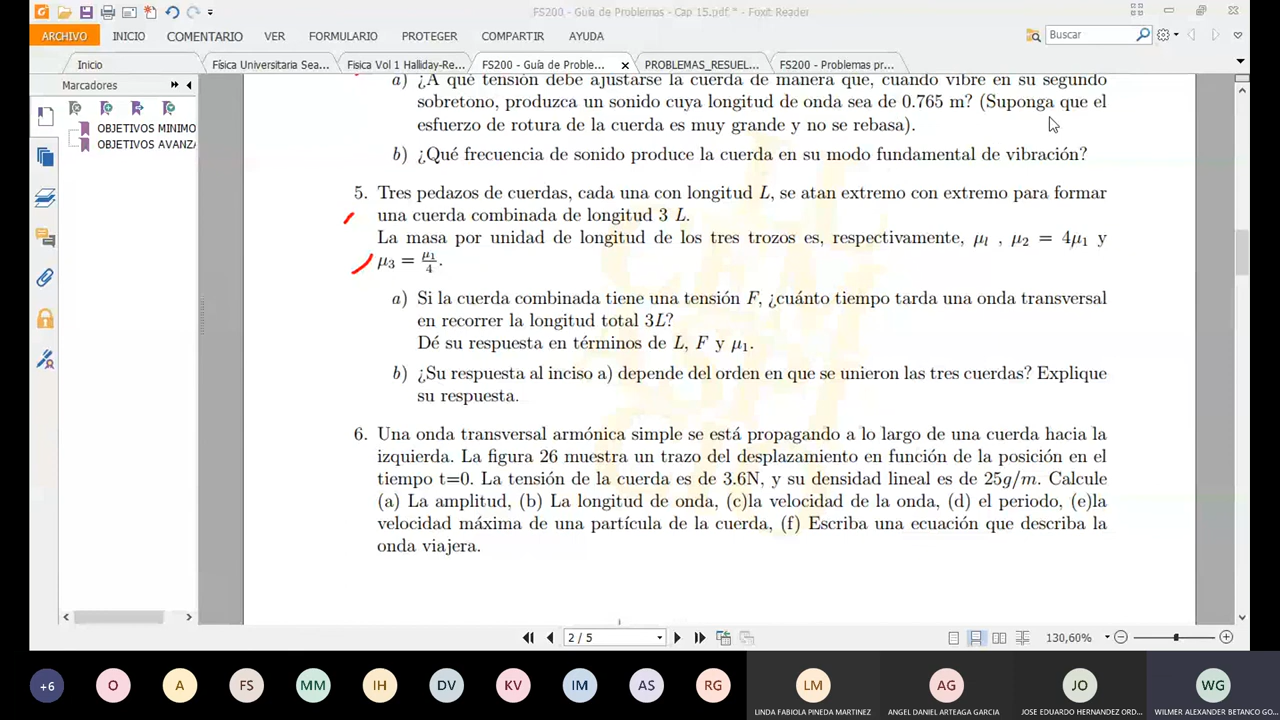 FS200 - Guía de Problemas - Cap 15.pdf * - Foxit Reader
ARCHIVO INICIO COMENTARIO VER FORMULARIO PROTEGER COMPARTIR AYUDA
Buscar
Inicio Física Universitaria Sea... Fisica Vol 1 Halliday-Re... FS200 - Guía de Proble... PROBLEMAS_RESUEL... FS200 - Problemas pr...
Marcadores
OBJETIVOS MINIMO
OBJETIVOS AVANZA
a) ¿A qué tensión debe ajustarse la cuerda de manera que, cuando vibre en su segundo
sobretono, produzca un sonido cuya longitud de onda sea de 0.765 m? (Suponga que el
esfuerzo de rotura de la cuerda es muy grande y no se rebasa).
b) ¿Qué frecuencia de sonido produce la cuerda en su modo fundamental de vibración?
5. Tres pedazos de cuerdas, cada una con longitud L, se atan extremo con extremo para formar
una cuerda combinada de longitud 3 L.
La masa por unidad de longitud de los tres trozos es, respectivamente, μl , μ2 = 4μ1 y
μ3 = μ1/4.
a) Si la cuerda combinada tiene una tensión F, ¿cuánto tiempo tarda una onda transversal
en recorrer la longitud total 3L?
Dé su respuesta en términos de L, F y μ1.
b) ¿Su respuesta al inciso a) depende del orden en que se unieron las tres cuerdas? Explique
su respuesta.
6. Una onda transversal armónica simple se está propagando a lo largo de una cuerda hacia la
izquierda. La figura 26 muestra un trazo del desplazamiento en función de la posición en el
tiempo t=0. La tensión de la cuerda es de 3.6N, y su densidad lineal es de 25g/m. Calcule
(a) La amplitud, (b) La longitud de onda, (c)la velocidad de la onda, (d) el periodo, (e)la
velocidad máxima de una partícula de la cuerda, (f) Escriba una ecuación que describa la
onda viajera.
2 / 5
130,60%
+6 O A FS MM IH DV KV IM AS RG LM AG JO WG
LINDA FABIOLA PINEDA MARTINEZ ANGEL DANIEL ARTEAGA GARCIA JOSE EDUARDO HERNANDEZ ORD... WILMER ALEXANDER BETANCO GO...